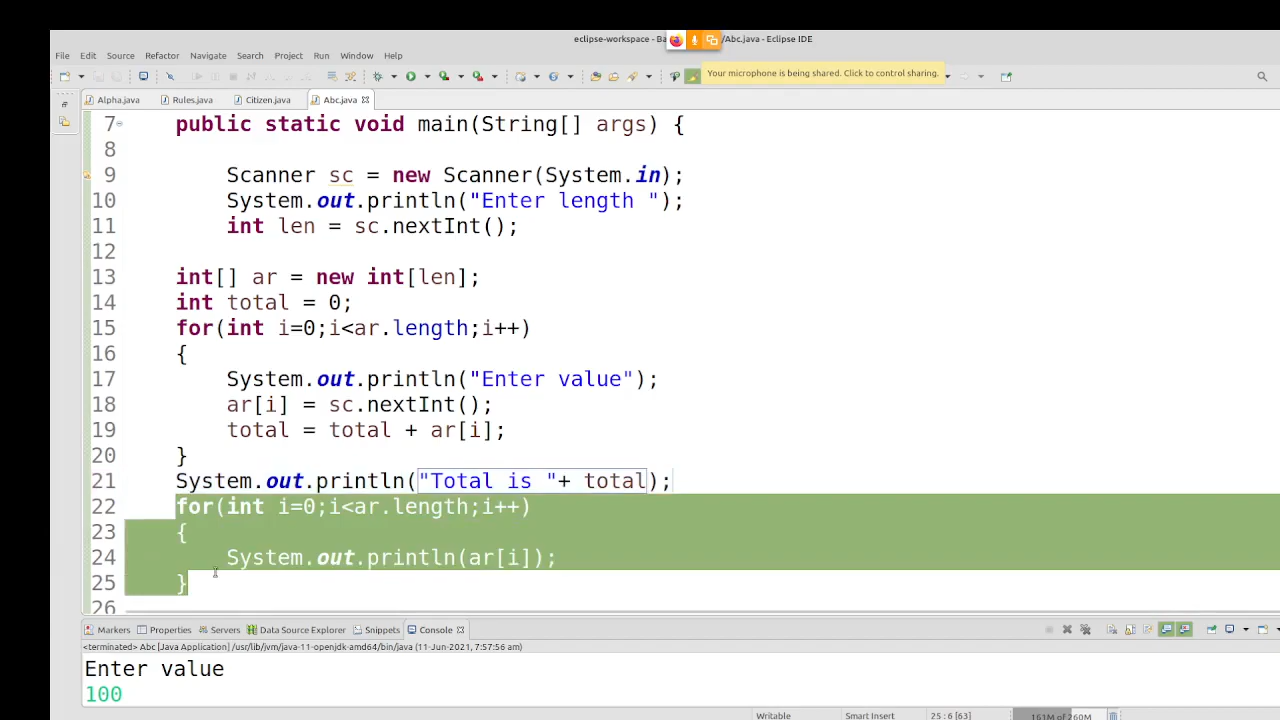 eclipse-workspace - Ba /Abc.java - Eclipse IDE
File Edit Source Refactor Navigate Search Project Run Window Help
Your microphone is being shared. Click to control sharing.
Alpha.java Rules.java Citizen.java Abc.java
7 public static void main(String[] args) {
8
9 Scanner sc = new Scanner(System.in);
10 System.out.println("Enter length ");
11 int len = sc.nextInt();
12
13 int[] ar = new int[len];
14 int total = 0;
15 for(int i=0;i<ar.length;i++)
16 {
17 System.out.println("Enter value");
18 ar[i] = sc.nextInt();
19 total = total + ar[i];
20 }
21 System.out.println("Total is "+ total);
22 for(int i=0;i<ar.length;i++)
23 {
24 System.out.println(ar[i]);
25 }
26
Markers Properties Servers Data Source Explorer Snippets Console
<terminated> Abc [Java Application] /usr/lib/jvm/java-11-openjdk-amd64/bin/java (11-Jun-2021, 7:57:56 am)
Enter value
100
Writable Smart Insert 25 : 6 [63] 161M of 260M